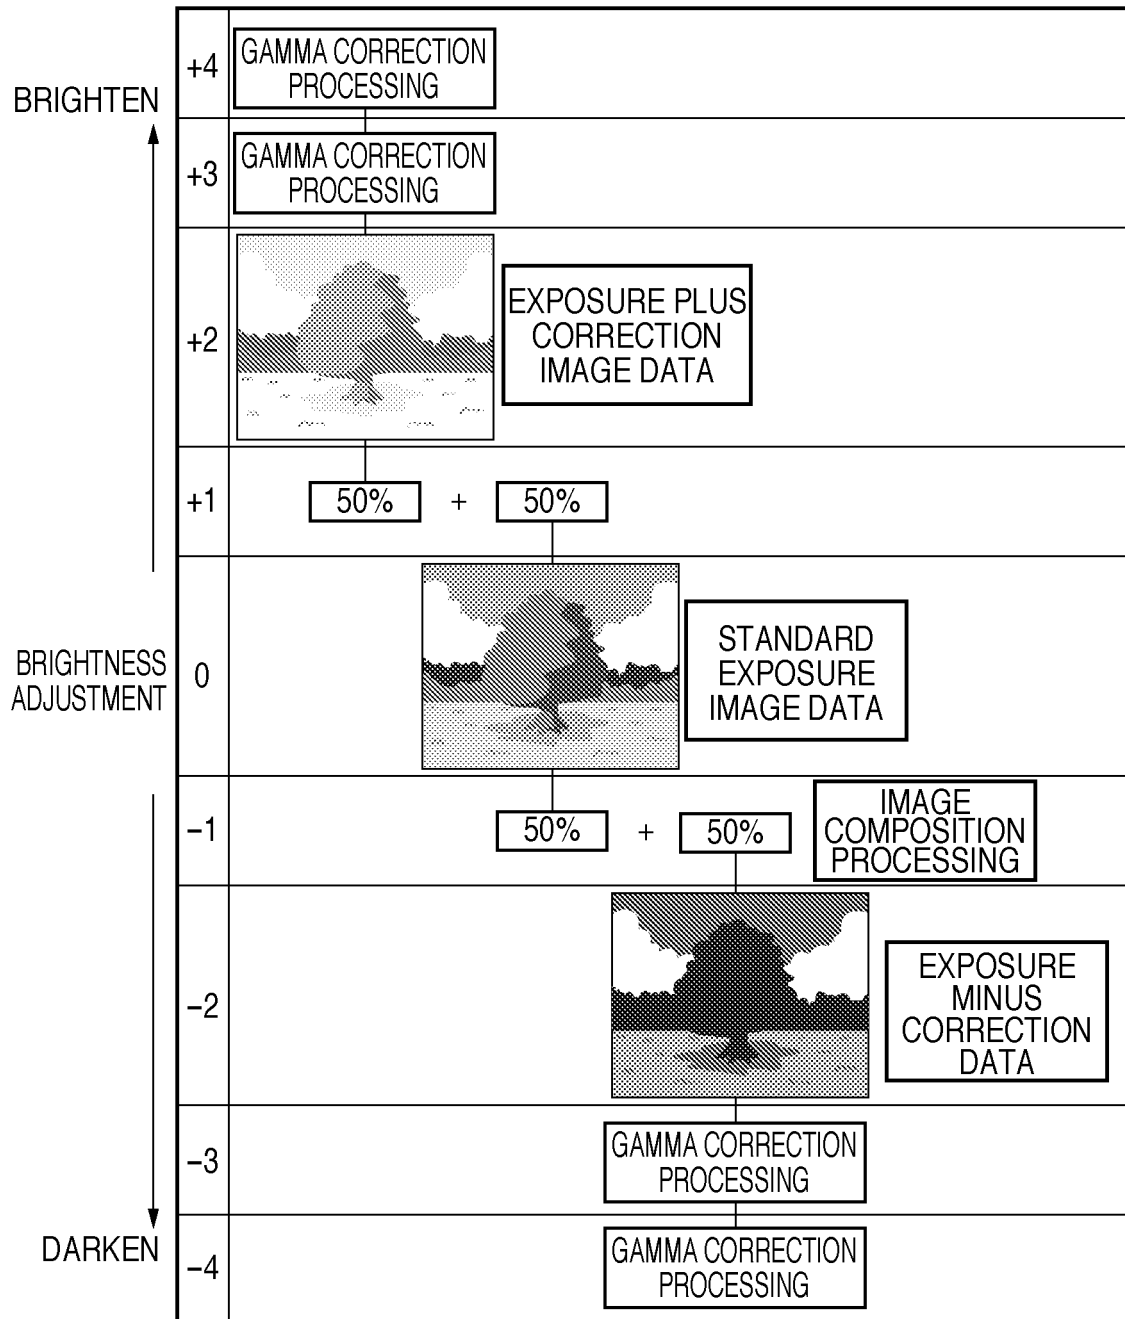 +4
GAMMA CORRECTION
PROCESSING
BRIGHTEN
+3
GAMMA CORRECTION
PROCESSING
+2
EXPOSURE PLUS
CORRECTION
IMAGE DATA
+1
50% + 50%
BRIGHTNESS
ADJUSTMENT
0
STANDARD
EXPOSURE
IMAGE DATA
−1
50% + 50%
IMAGE
COMPOSITION
PROCESSING
−2
EXPOSURE
MINUS
CORRECTION
DATA
−3
GAMMA CORRECTION
PROCESSING
DARKEN
−4
GAMMA CORRECTION
PROCESSING